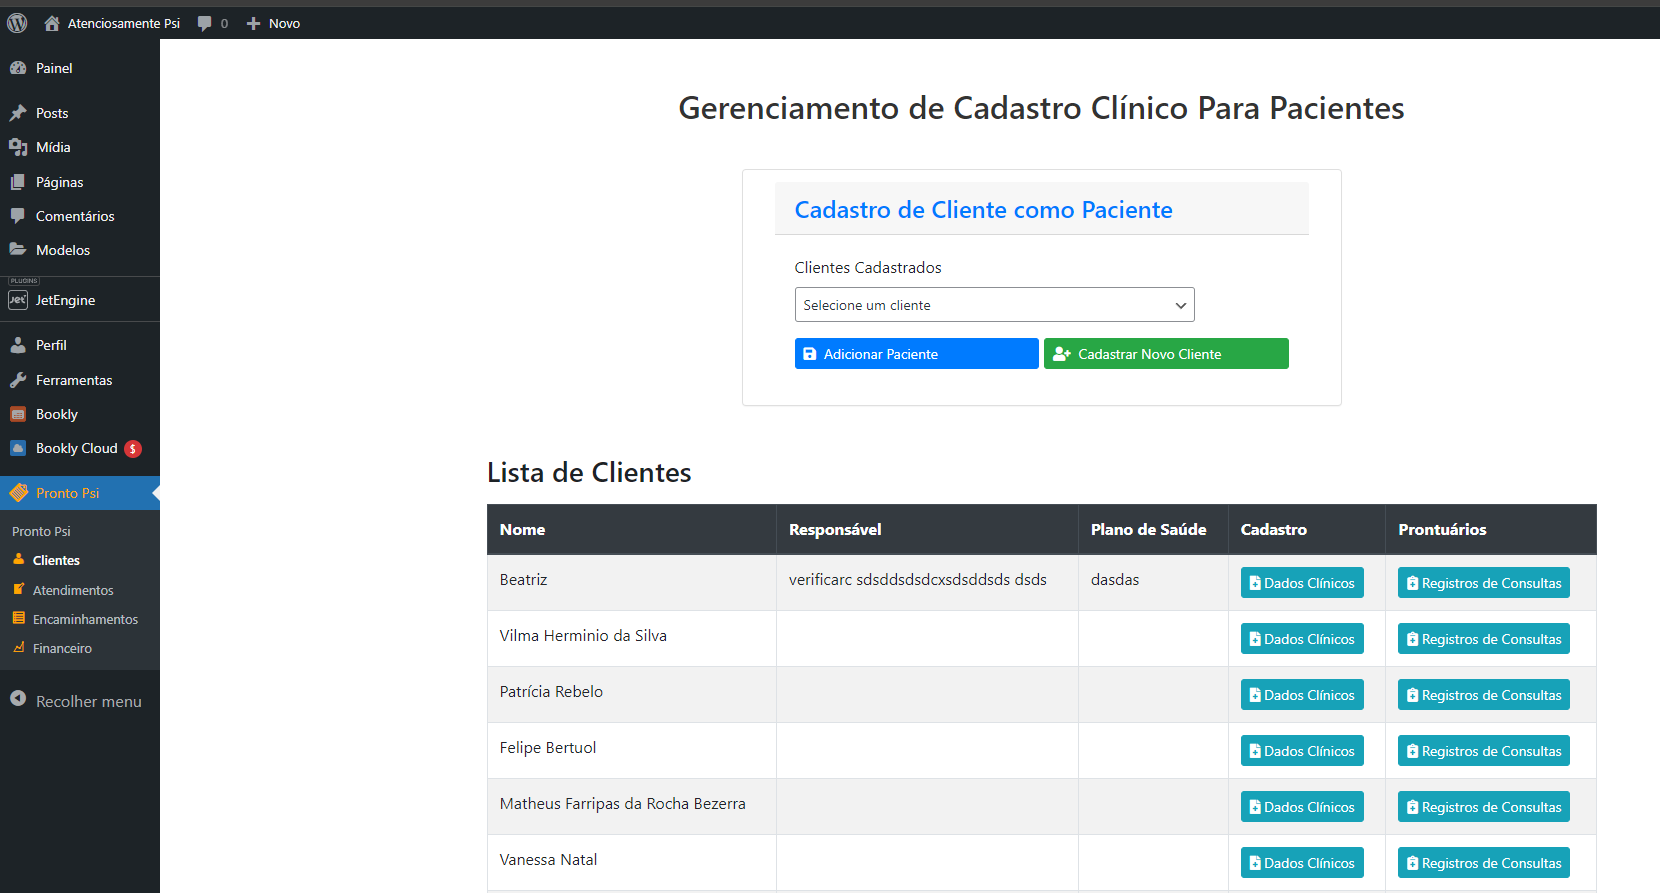 Atenciosamente Psi 0 Novo
Painel
Posts
Mídia
Páginas
Comentários
Modelos
PLUGINS
Jet JetEngine
Perfil
Ferramentas
Bookly
Bookly Cloud $
Pronto Psi
Pronto Psi
Clientes
Atendimentos
Encaminhamentos
Financeiro
Recolher menu
Gerenciamento de Cadastro Clínico Para Pacientes
Cadastro de Cliente como Paciente
Clientes Cadastrados
Selecione um cliente
Adicionar Paciente Cadastrar Novo Cliente
Lista de Clientes
Nome Responsável Plano de Saúde Cadastro Prontuários
Beatriz verificarc sdsddsdsdcxsdsddsds dsds dasdas Dados Clínicos Registros de Consultas
Vilma Herminio da Silva Dados Clínicos Registros de Consultas
Patrícia Rebelo Dados Clínicos Registros de Consultas
Felipe Bertuol Dados Clínicos Registros de Consultas
Matheus Farripas da Rocha Bezerra Dados Clínicos Registros de Consultas
Vanessa Natal Dados Clínicos Registros de Consultas